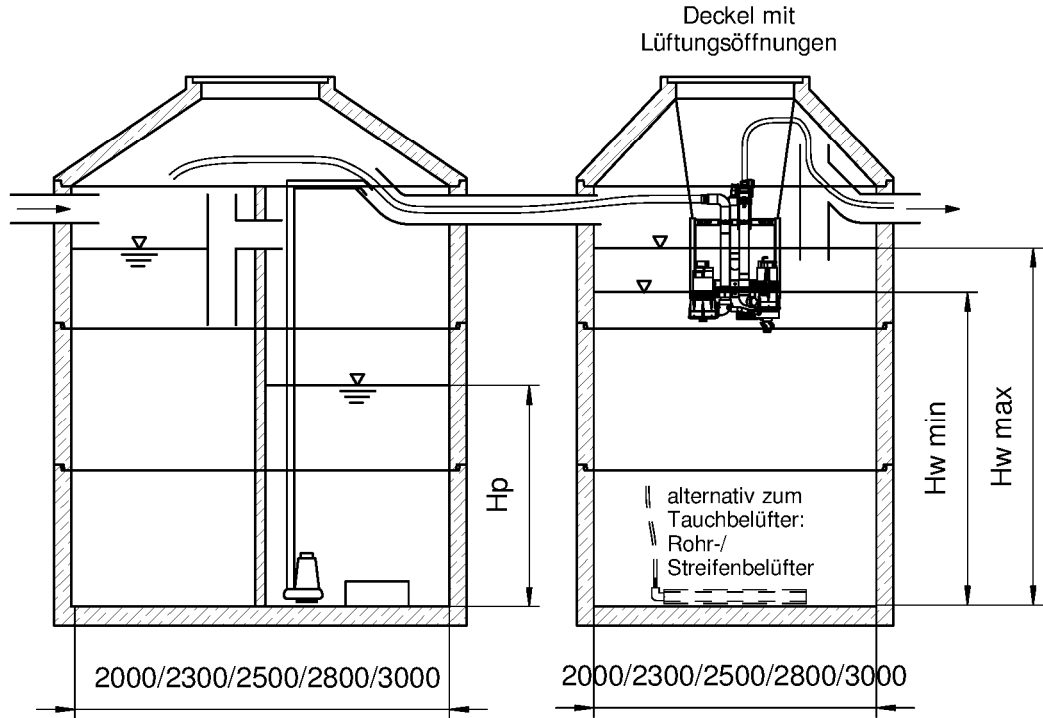 Deckel mit
Lüftungsöffnungen
Hp
Hw min
Hw max
alternativ zum
Tauchbelüfter:
Rohr-/
Streifenbelüfter
2000/2300/2500/2800/3000
2000/2300/2500/2800/3000